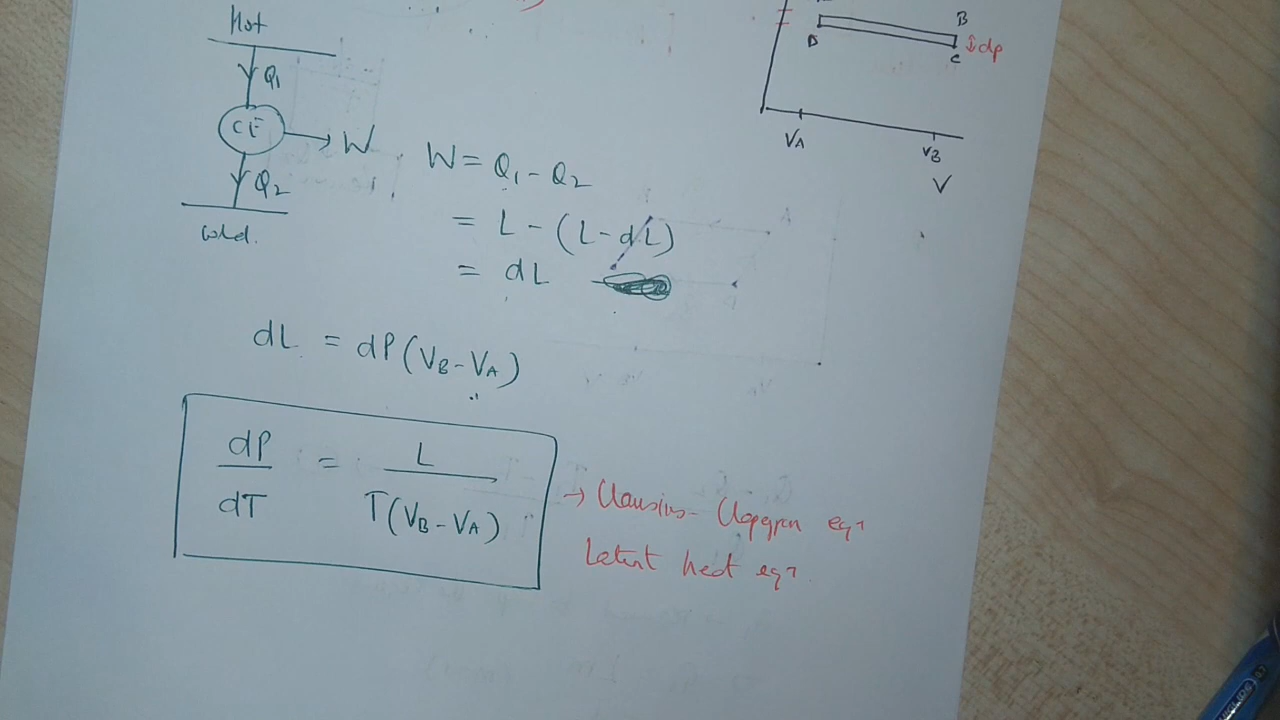 Hot
Q1
CE
W
Q2
Cold.
B
D
C
dp
VA
VB
V
W = Q1 - Q2
= L - (L - dL)
= dL
dL = dP(VB - VA)
dP/dT = L/T(VB - VA)
→ Clausius - Clapeyron eqn
Latent heat eqn.